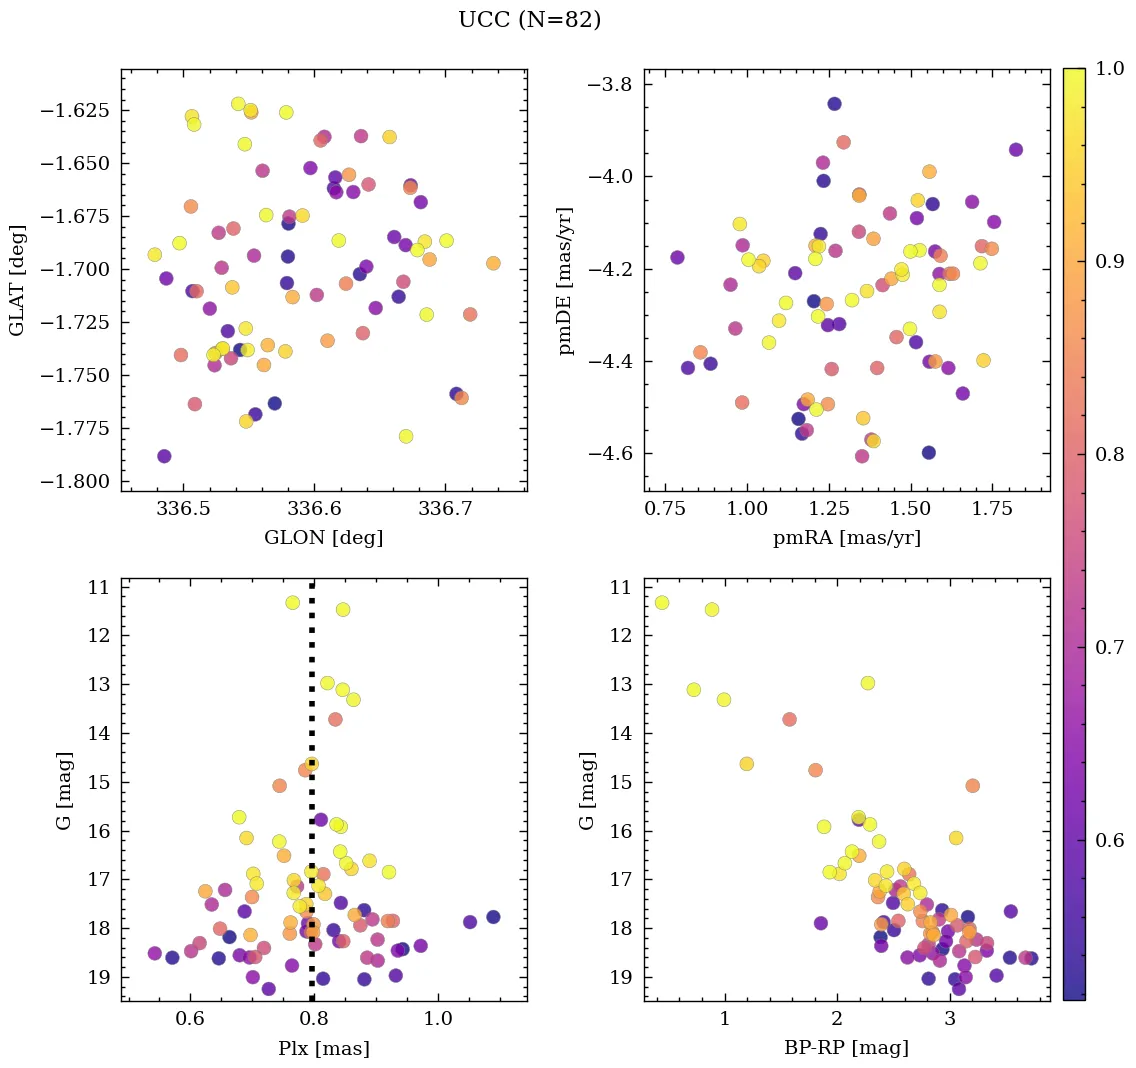 UCC (N=82)
−1.625
−1.650
−1.675
−1.700
−1.725
−1.750
−1.775
−1.800
GLAT [deg]
336.5 336.6 336.7
GLON [deg]
−3.8
−4.0
−4.2
−4.4
−4.6
pmDE [mas/yr]
0.75 1.00 1.25 1.50 1.75
pmRA [mas/yr]
11
12
13
14
15
16
17
18
19
G [mag]
0.6 0.8 1.0
Plx [mas]
11
12
13
14
15
16
17
18
19
G [mag]
1 2 3
BP-RP [mag]
1.0
0.9
0.8
0.7
0.6